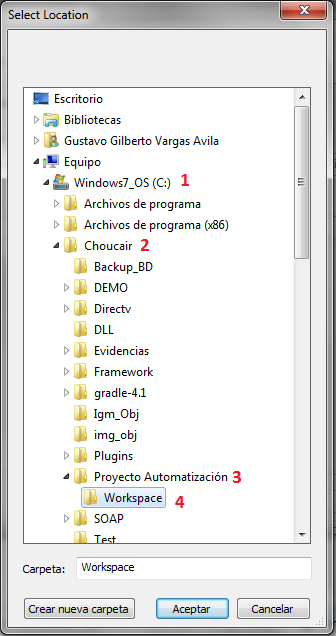 Select Location
Escritorio
Bibliotecas
Gustavo Gilberto Vargas Avila
Equipo
Windows7_OS (C:) 1
Archivos de programa
Archivos de programa (x86)
Choucair 2
Backup_BD
DEMO
Directv
DLL
Evidencias
Framework
gradle-4.1
Igm_Obj
img_obj
Plugins
Proyecto Automatización 3
Workspace 4
SOAP
Test
Carpeta: Workspace
Crear nueva carpeta Aceptar Cancelar